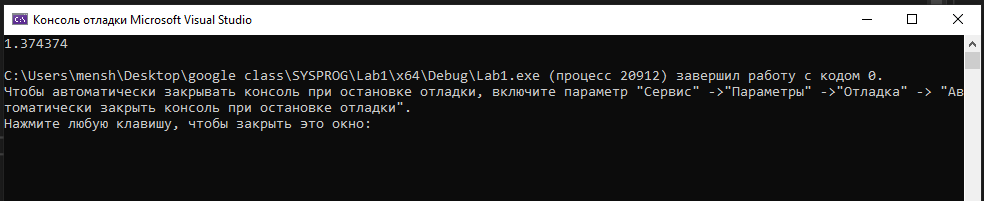 Консоль отладки Microsoft Visual Studio
1.374374
C:\Users\mensh\Desktop\google class\SYSPROG\Lab1\x64\Debug\Lab1.exe (процесс 20912) завершил работу с кодом 0.
Чтобы автоматически закрывать консоль при остановке отладки, включите параметр "Сервис" ->"Параметры" ->"Отладка" -> "Ав
томатически закрыть консоль при остановке отладки".
Нажмите любую клавишу, чтобы закрыть это окно: